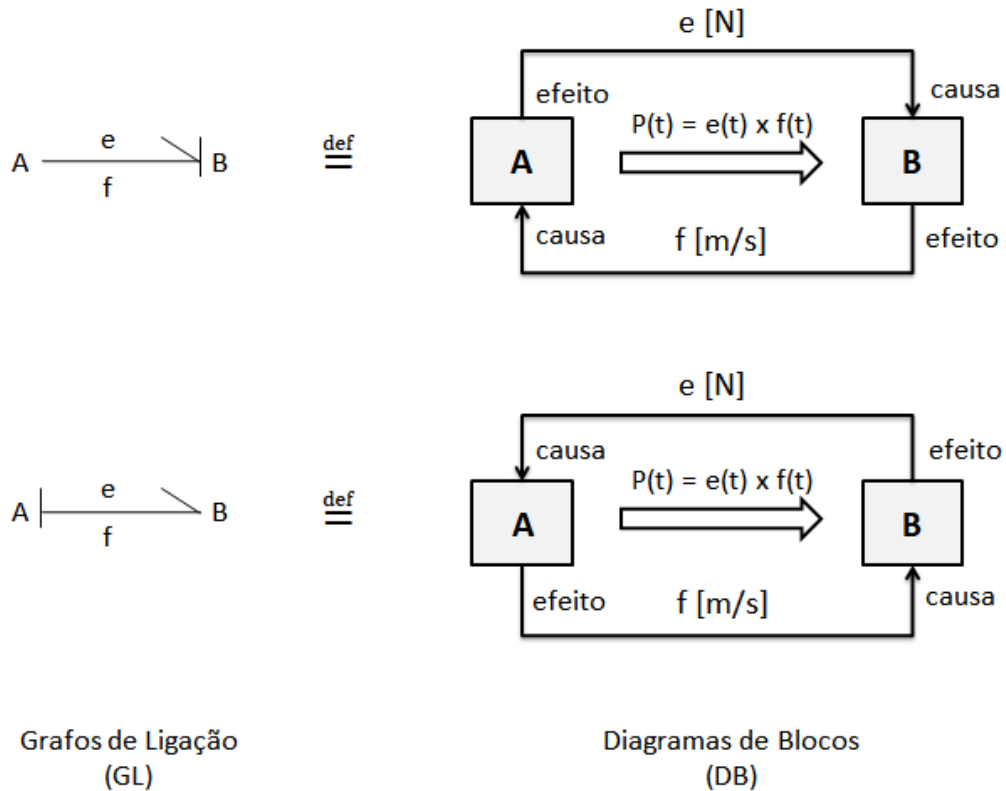 e [N]
efeito
causa
P(t) = e(t) x f(t)
A
e
f
B
def
A
B
causa
f [m/s]
efeito
e [N]
causa
efeito
P(t) = e(t) x f(t)
A
e
f
B
def
A
B
efeito
f [m/s]
causa
Grafos de Ligação
(GL)
Diagramas de Blocos
(DB)